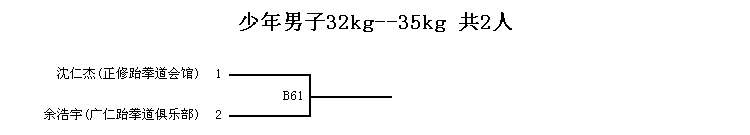 少年男子32kg--35kg 共2人
沈仁杰(正修跆拳道会馆) 1
B61
余浩宇(广仁跆拳道俱乐部) 2